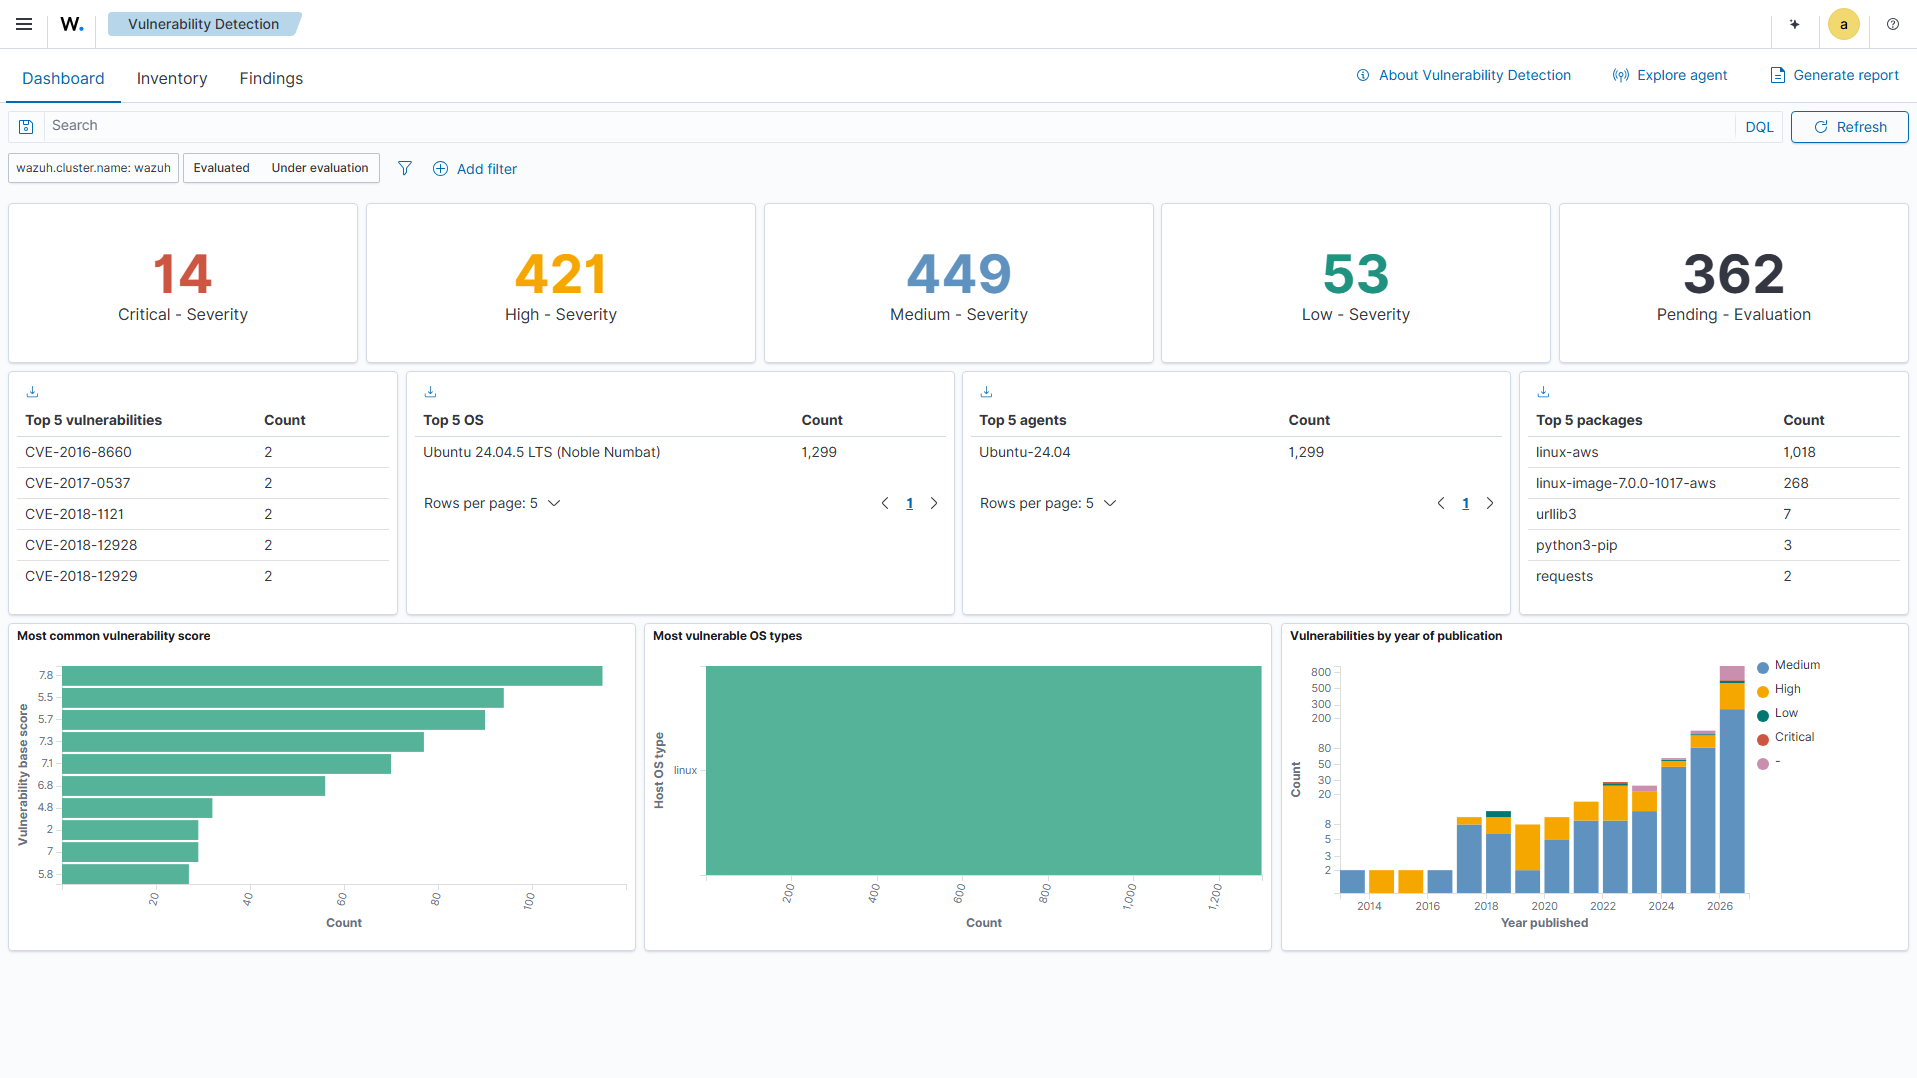 W.
Vulnerability Detection
a
Dashboard
Inventory
Findings
About Vulnerability Detection
Explore agent
Generate report
Search
DQL
Refresh
wazuh.cluster.name: wazuh
Evaluated
Under evaluation
Add filter
14
Critical - Severity
421
High - Severity
449
Medium - Severity
53
Low - Severity
362
Pending - Evaluation
Top 5 vulnerabilities Count
CVE-2016-8660 2
CVE-2017-0537 2
CVE-2018-1121 2
CVE-2018-12928 2
CVE-2018-12929 2
Top 5 OS Count
Ubuntu 24.04.5 LTS (Noble Numbat) 1,299
Rows per page: 5
1
Top 5 agents Count
Ubuntu-24.04 1,299
Rows per page: 5
1
Top 5 packages Count
linux-aws 1,018
linux-image-7.0.0-1017-aws 268
urllib3 7
python3-pip 3
requests 2
Most common vulnerability score
Vulnerability base score
7.8
5.5
5.7
7.3
7.1
6.8
4.8
2
7
5.8
20 40 60 80 100
Count
Most vulnerable OS types
Host OS type
linux
200 400 600 800 1,000 1,200
Count
Vulnerabilities by year of publication
Count
800
500
300
200
80
50
30
20
8
5
3
2
2014 2016 2018 2020 2022 2024 2026
Year published
Medium
High
Low
Critical
-